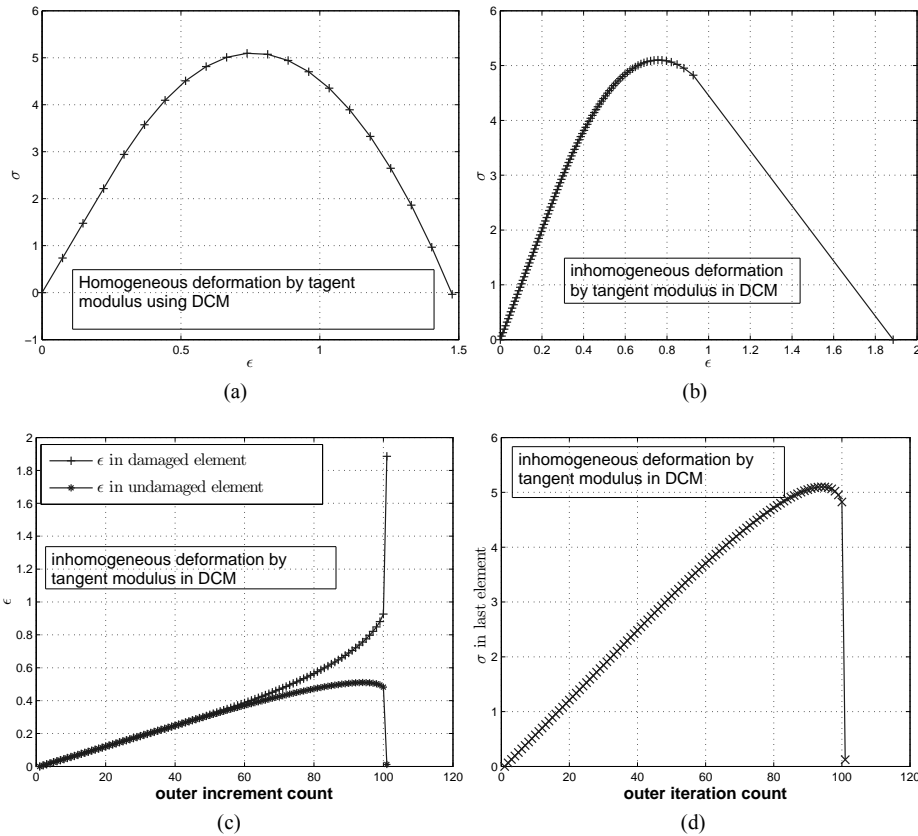 6
5
4
3
2
1
0
−1
σ
Homogeneous deformation by tagent
modulus using DCM
0
0.5
1
1.5
ϵ
(a)
6
5
4
3
2
1
0
σ
inhomogeneous deformation
by tangent modulus in DCM
0
0.2
0.4
0.6
0.8
1
1.2
1.4
1.6
1.8
2
ϵ
(b)
2
1.8
1.6
1.4
1.2
1
0.8
0.6
0.4
0.2
0
ϵ
ϵ in damaged element
ϵ in undamaged element
inhomogeneous deformation by
tangent modulus in DCM
0
20
40
60
80
100
120
outer increment count
(c)
6
5
4
3
2
1
0
σ in last element
inhomogeneous deformation by
tangent modulus in DCM
0
20
40
60
80
100
120
outer iteration count
(d)